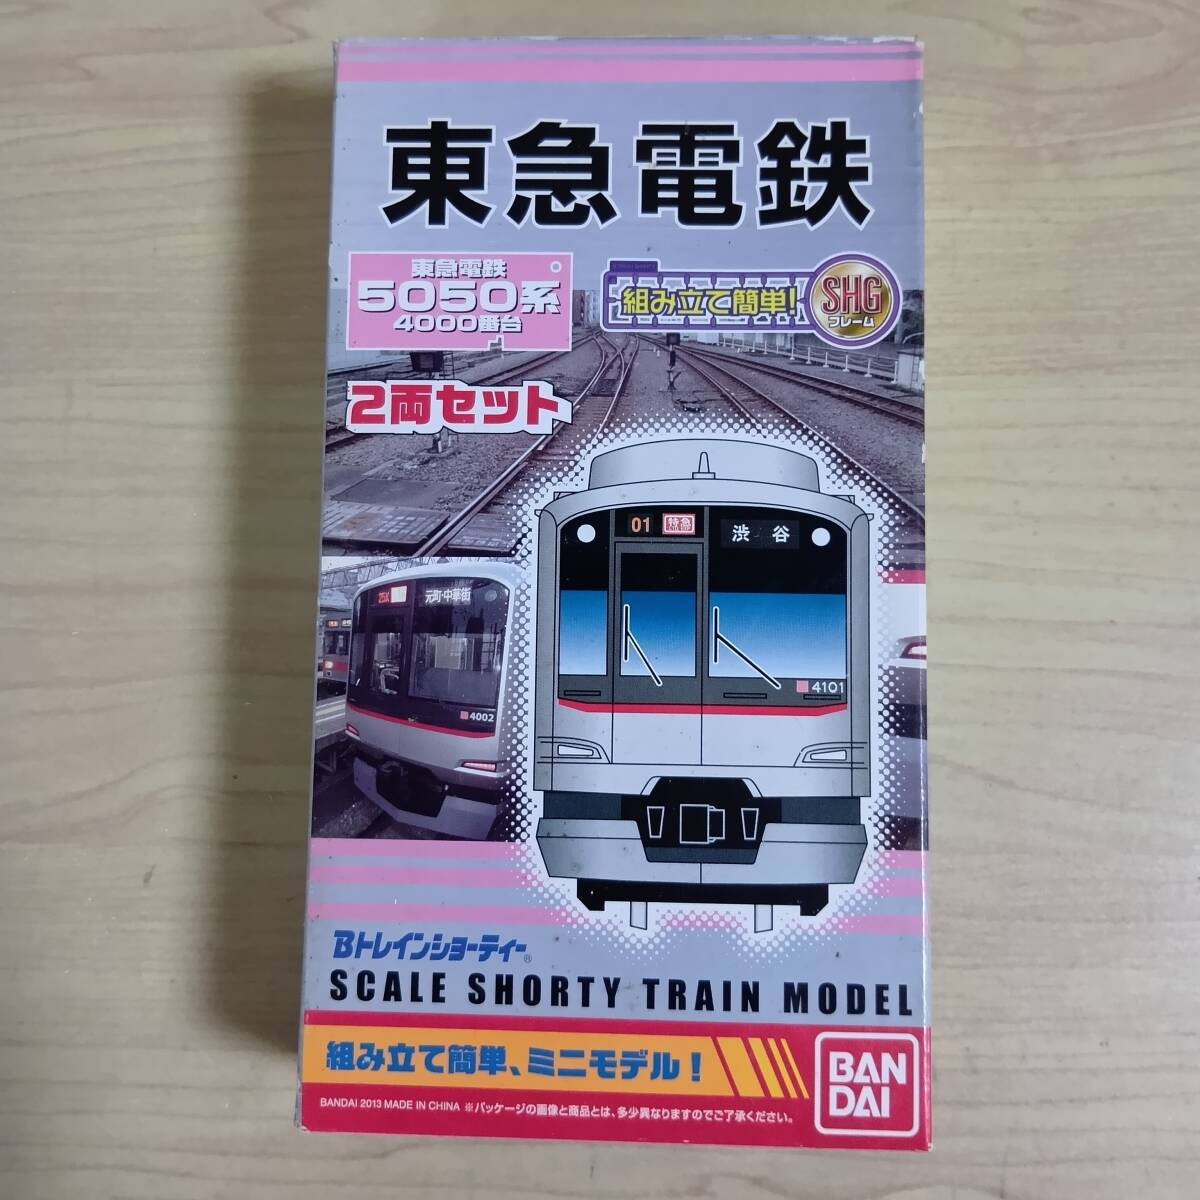 東急電鉄
東急電鉄
5050系
4000番台
組み立て簡単!
SHG
フレーム
2両セット
01 特急 渋谷
25K 元町・中華街
4101
4002
Bトレインショーティー®
SCALE SHORTY TRAIN MODEL
組み立て簡単、ミニモデル!
BANDAI 2013 MADE IN CHINA ※パッケージの画像と商品とは、多少異なりますのでご了承ください。
BAN
DAI